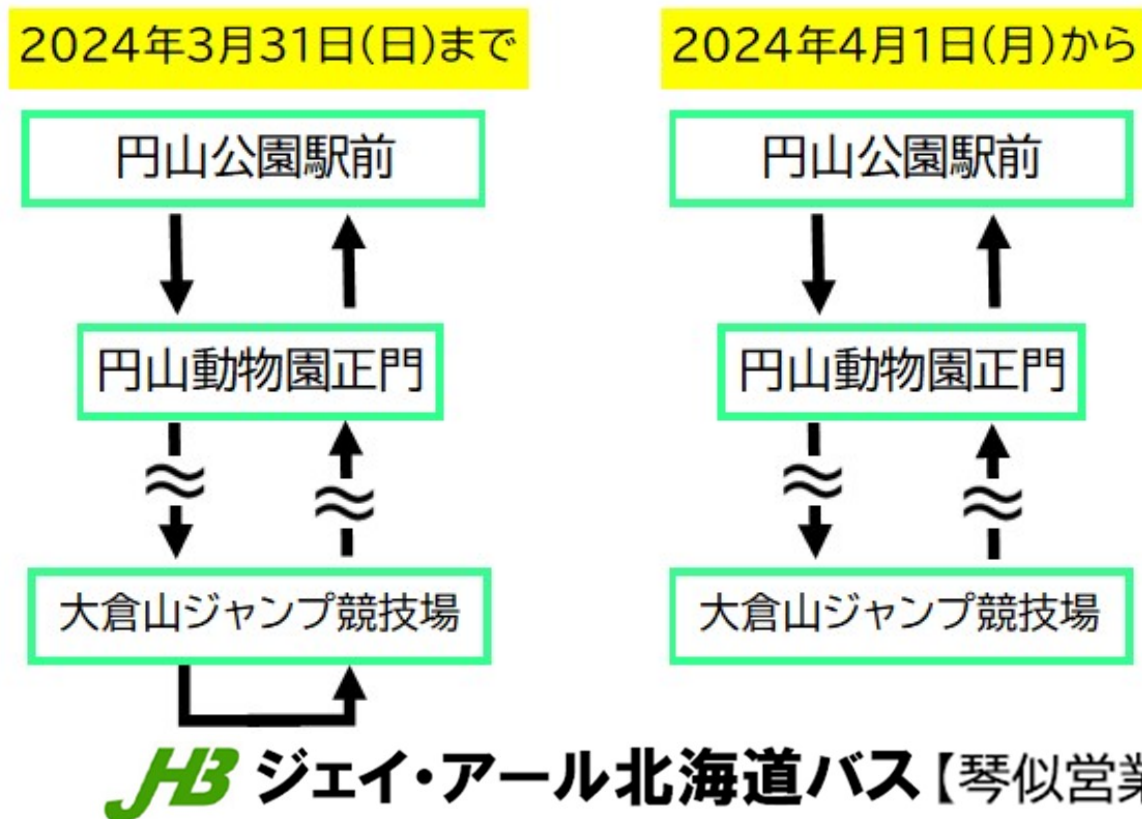 2024年3月31日(日)まで
円山公園駅前
円山動物園正門
大倉山ジャンプ競技場
2024年4月1日(月)から
円山公園駅前
円山動物園正門
大倉山ジャンプ競技場
JHB ジェイ・アール北海道バス【琴似営業